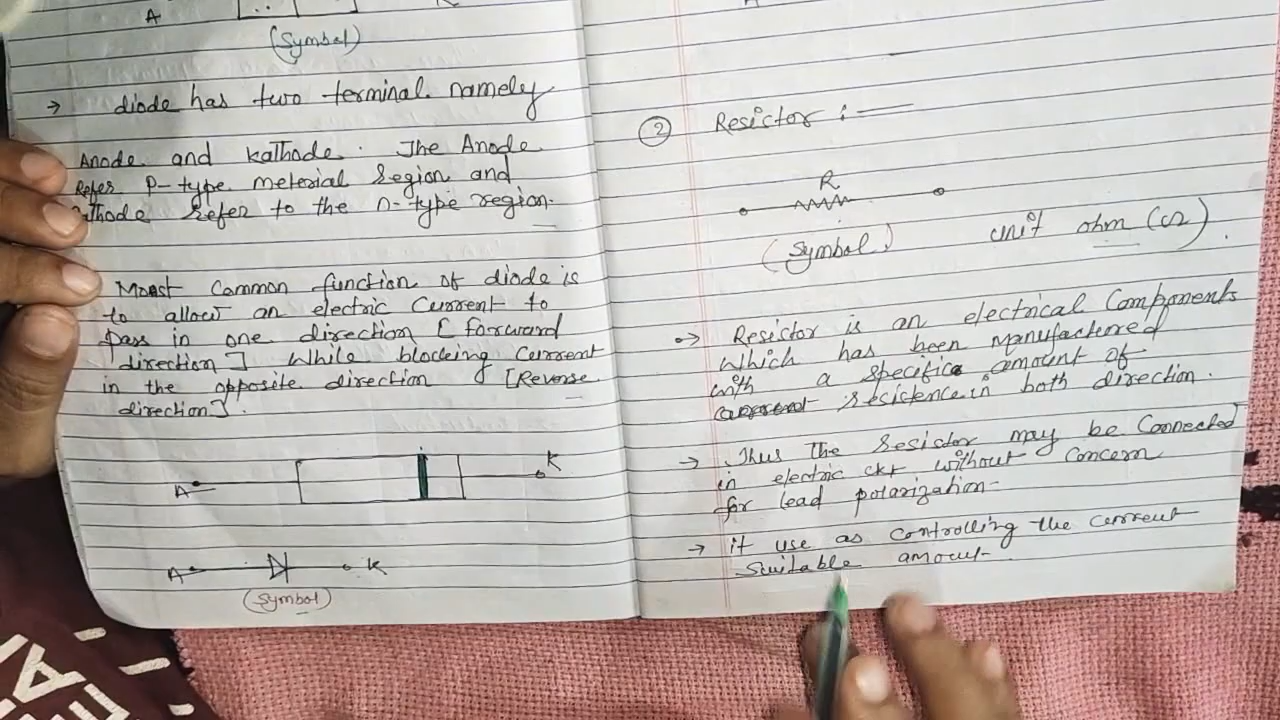 A
(Symbol)
→ diode has two terminal. namely
Anode and kathode. The Anode
Refer P-type meterial region and
Kathode refer to the n-type region.
Most Common function of diode is
to allow an electric Current to
pass in one direction [forward
direction] While blocking Current
in the opposite direction [Reverse
direction].
A K
A K
(Symbol)
② Resistor :
R
(Symbol) unit ohm (Ω).
Resistor is an electrical Components
Which has been manufactured
with a specific amount of
resistence in both direction.
→ Thus The resistor may be Connected
in electric ckt without Concern
for lead polarization-
→ it use as controlling the current
Suitable amout-